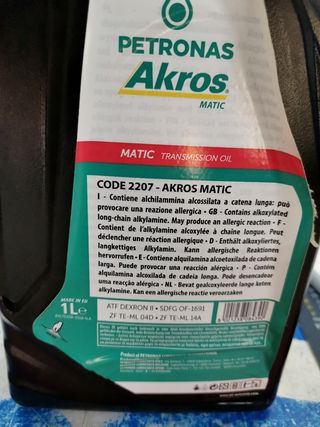 PETRONAS
Akros®
MATIC
MATIC TRANSMISSION OIL
CODE 2207 - AKROS MATIC
I - Contiene alchilammina alcossilata a catena lunga: può
provocare una reazione allergica • GB - Contains alkoxylated
long-chain alkylamine. May produce an allergic reaction • F -
Contient de l'alkylamine alcoxylée à chaîne longue. Peut
déclencher une réaction allergique • D - Enthält alkoxyliertes,
langkettiges Alkylamin. Kann allergische Reaktionen
hervorrufen • E - Contiene alquilamina alcoetoxilada de cadena
larga. Puede provocar una reacción alérgica • P - Contém
alquilamina alcoxilada de cadeia longa. Pode desencadear
uma reacção alérgica • NL - Bevat gealcoxyleerde lange keten
alkylamine. Kan een allergische reactie veroorzaken
MADE IN EU
1L e
ATF DEXRON II • SDFG OF-1691
ZF TE-ML 04D • ZF TE-ML 14A
Product of PETRONAS